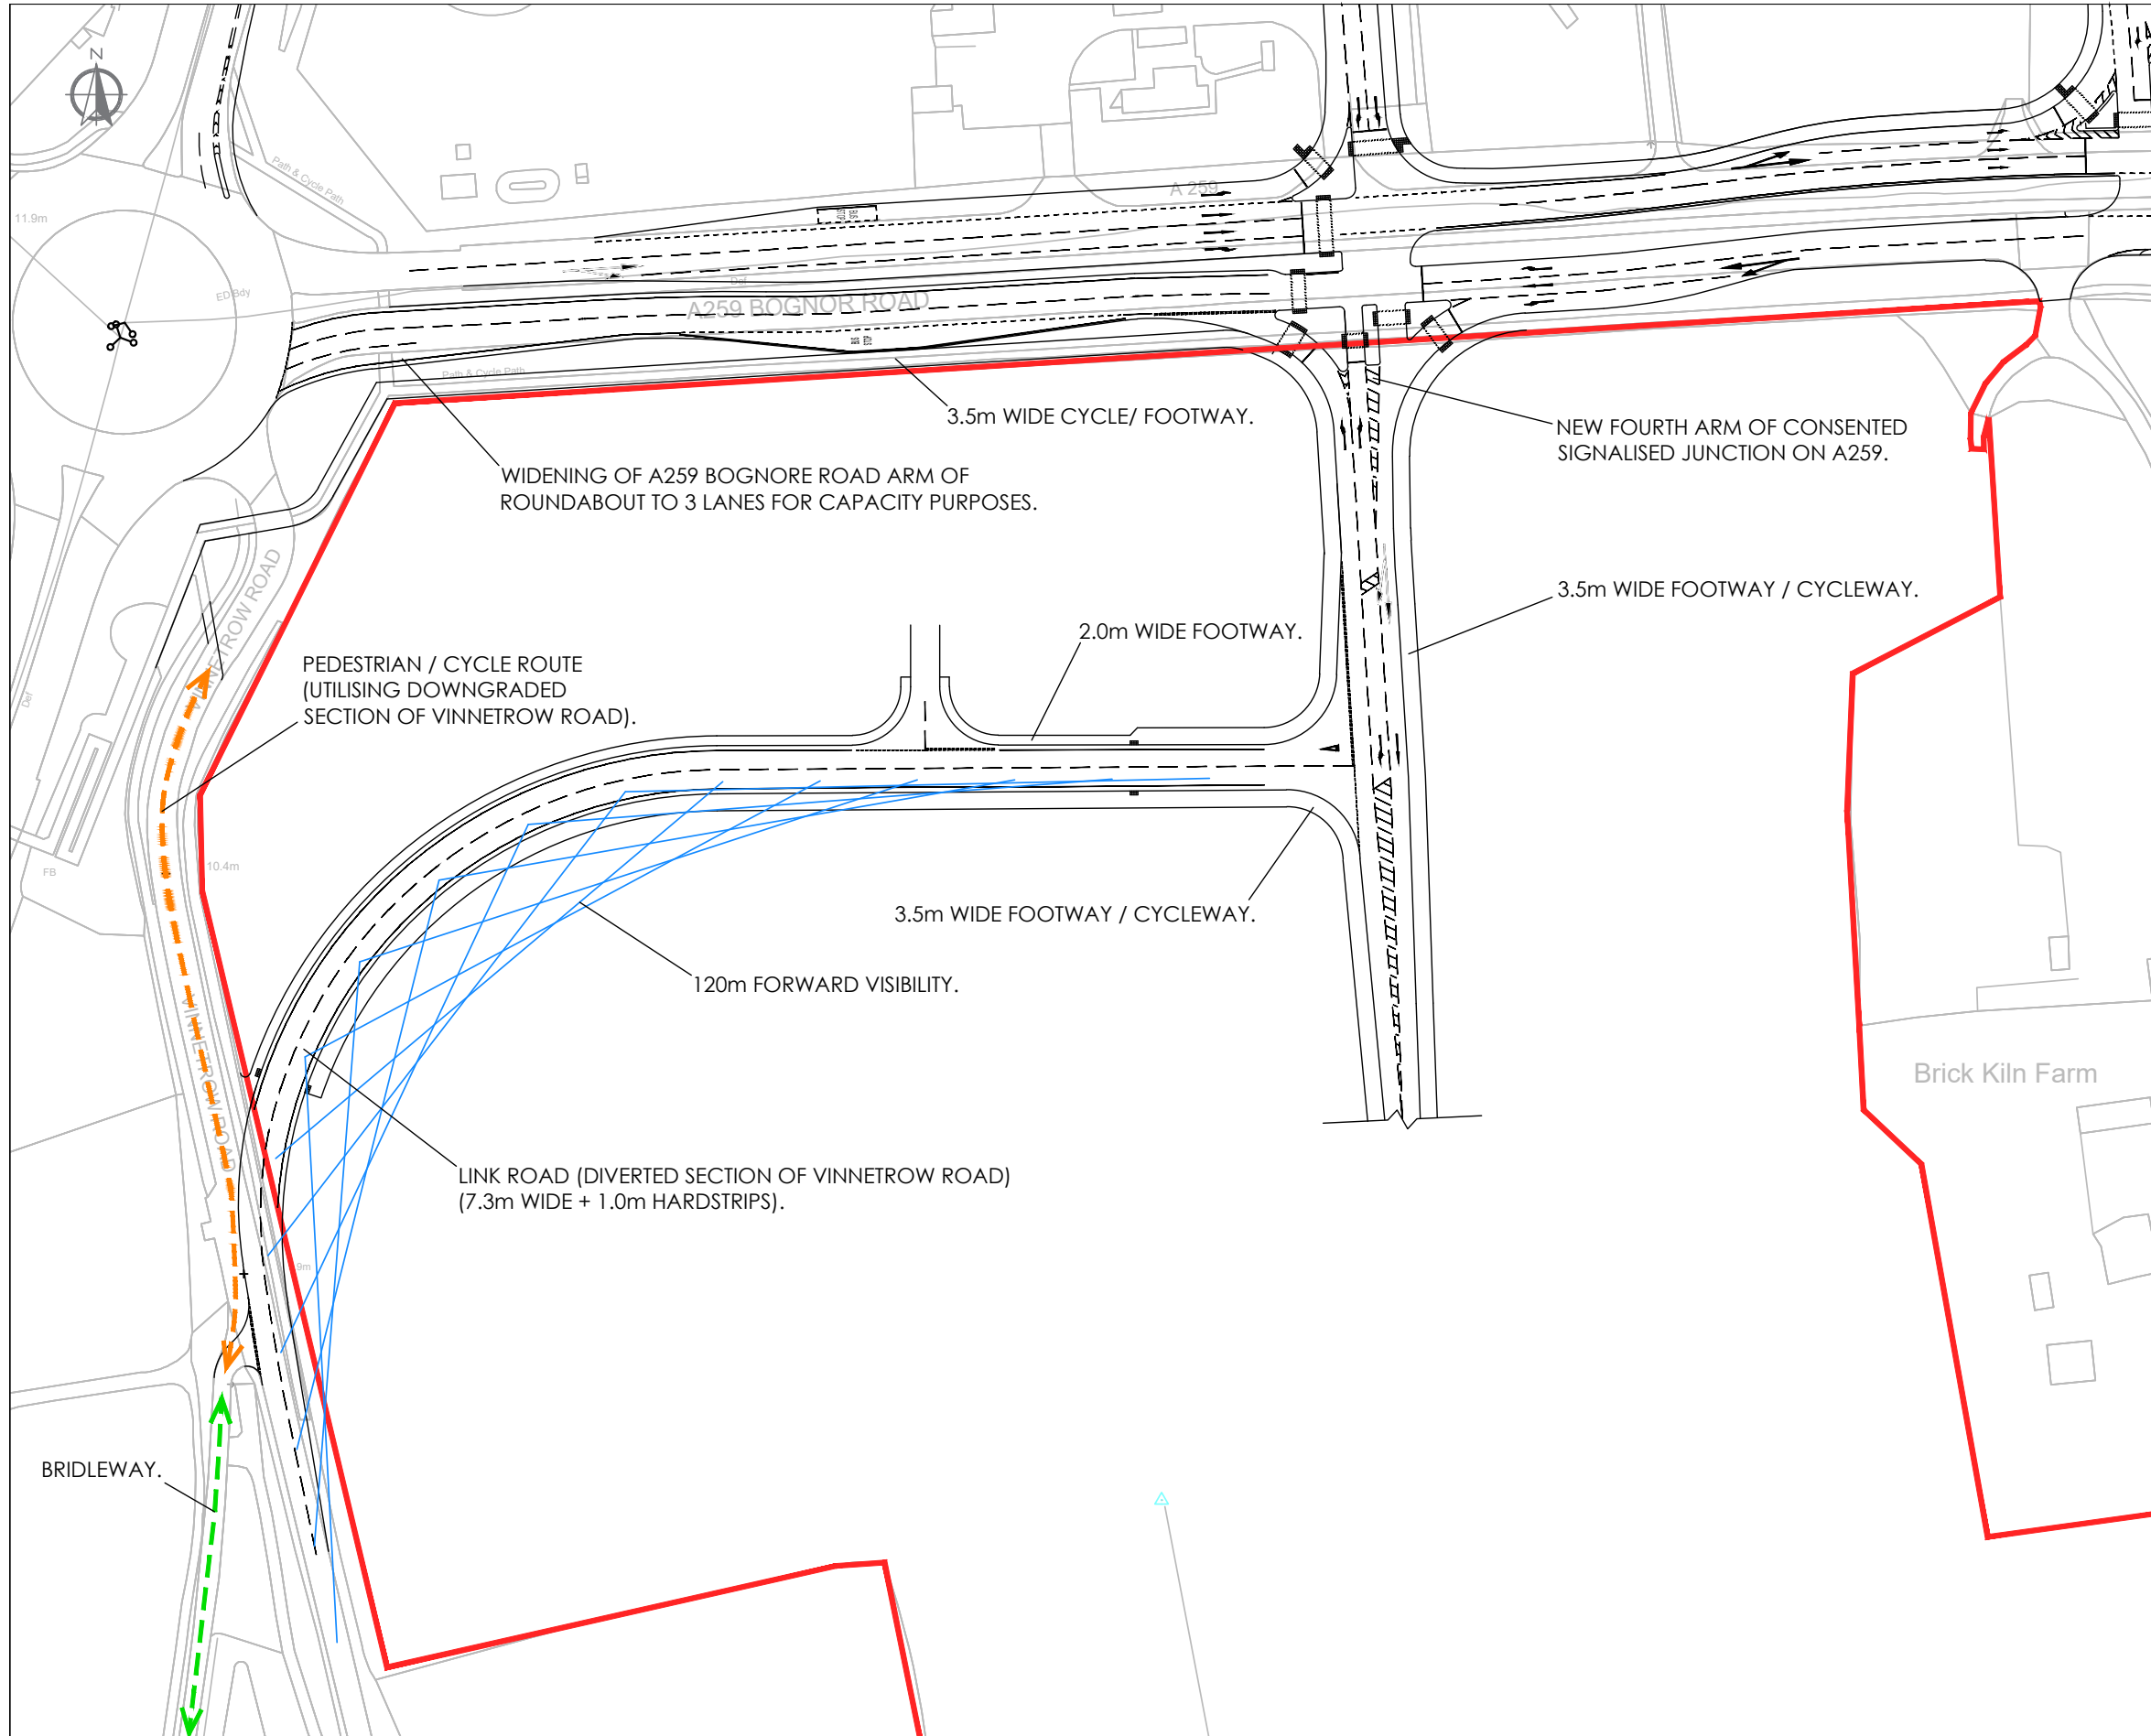 N
Path & Cycle Path
11.9m
A 259
ED Bdy
Def
A259 BOGNOR ROAD
Path & Cycle Path
3.5m WIDE CYCLE/ FOOTWAY.
NEW FOURTH ARM OF CONSENTED
SIGNALISED JUNCTION ON A259.
WIDENING OF A259 BOGNORE ROAD ARM OF
ROUNDABOUT TO 3 LANES FOR CAPACITY PURPOSES.
VINNETROW ROAD
3.5m WIDE FOOTWAY / CYCLEWAY.
2.0m WIDE FOOTWAY.
PEDESTRIAN / CYCLE ROUTE
(UTILISING DOWNGRADED
SECTION OF VINNETROW ROAD).
Def
10.4m
FB
3.5m WIDE FOOTWAY / CYCLEWAY.
120m FORWARD VISIBILITY.
VINNETROW ROAD
Brick Kiln Farm
LINK ROAD (DIVERTED SECTION OF VINNETROW ROAD)
(7.3m WIDE + 1.0m HARDSTRIPS).
BRIDLEWAY.